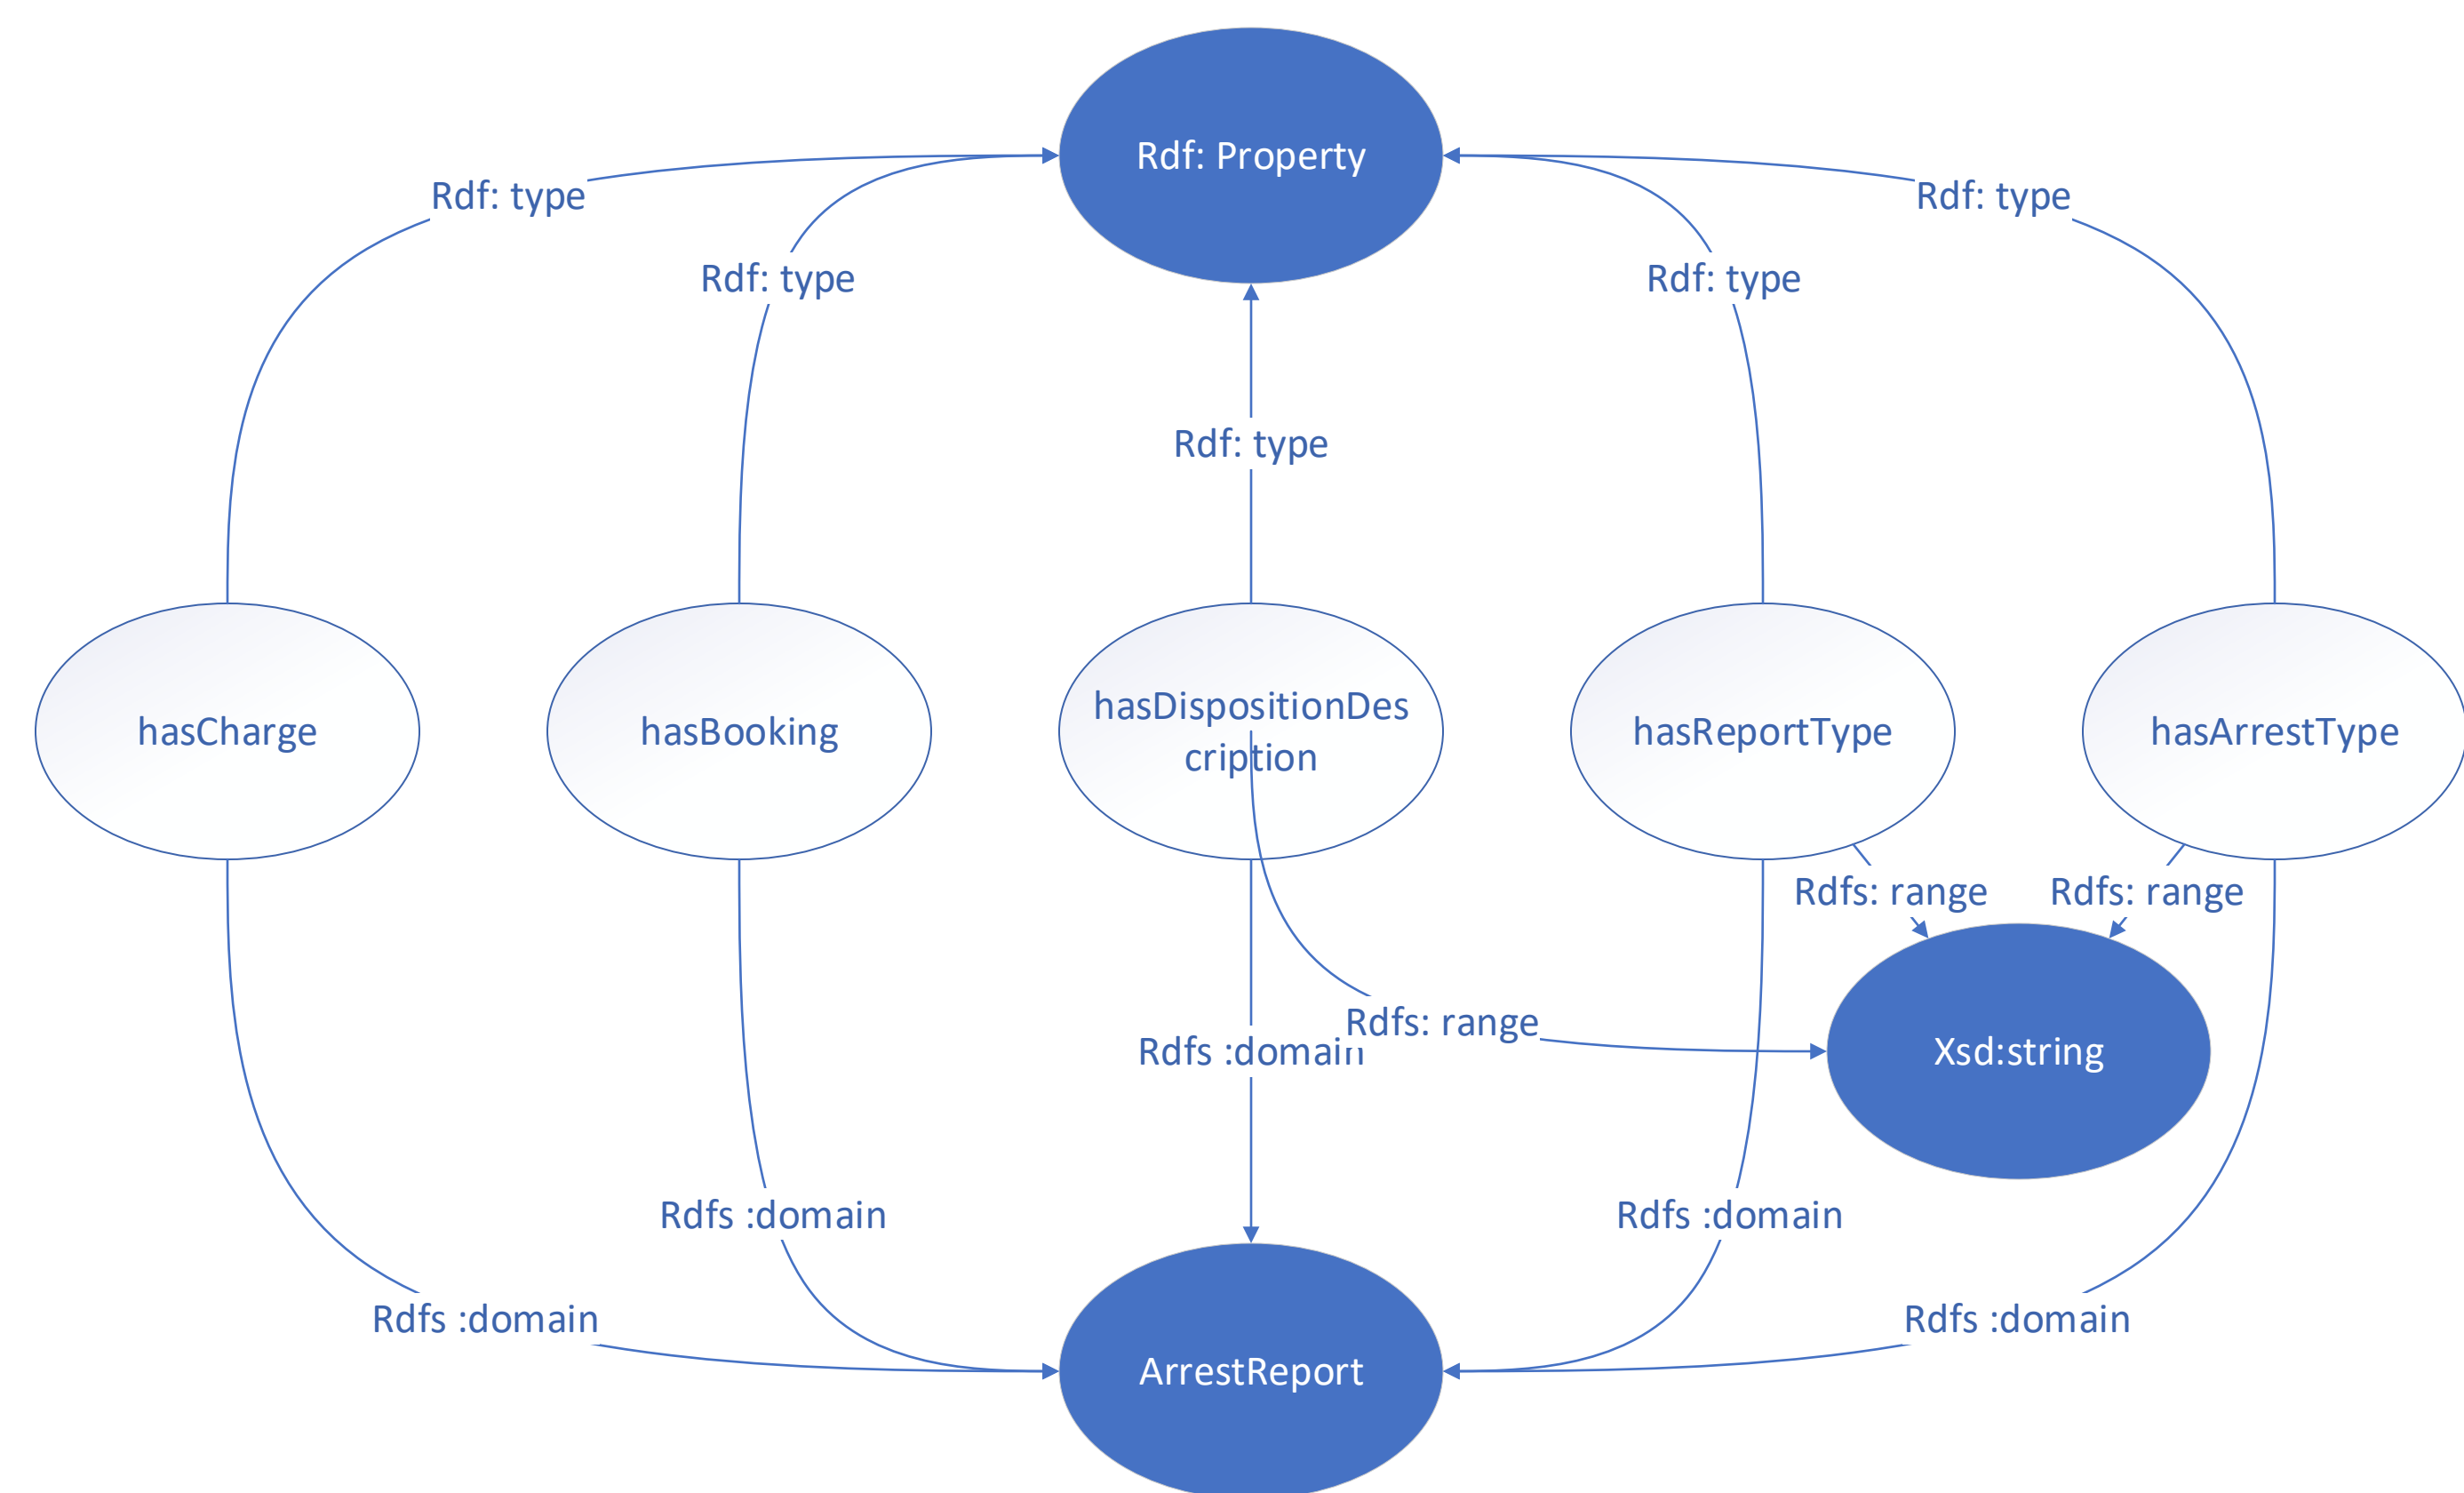 Rdf: Property
Rdf: type
Rdf: type
Rdf: type
Rdf: type
Rdf: type
hasCharge
hasBooking
hasDispositionDes
cription
hasReportType
hasArrestType
Rdfs: range
Rdfs: range
Rdfs: range
Rdfs :domain
Xsd:string
Rdfs :domain
Rdfs :domain
Rdfs :domain
Rdfs :domain
ArrestReport